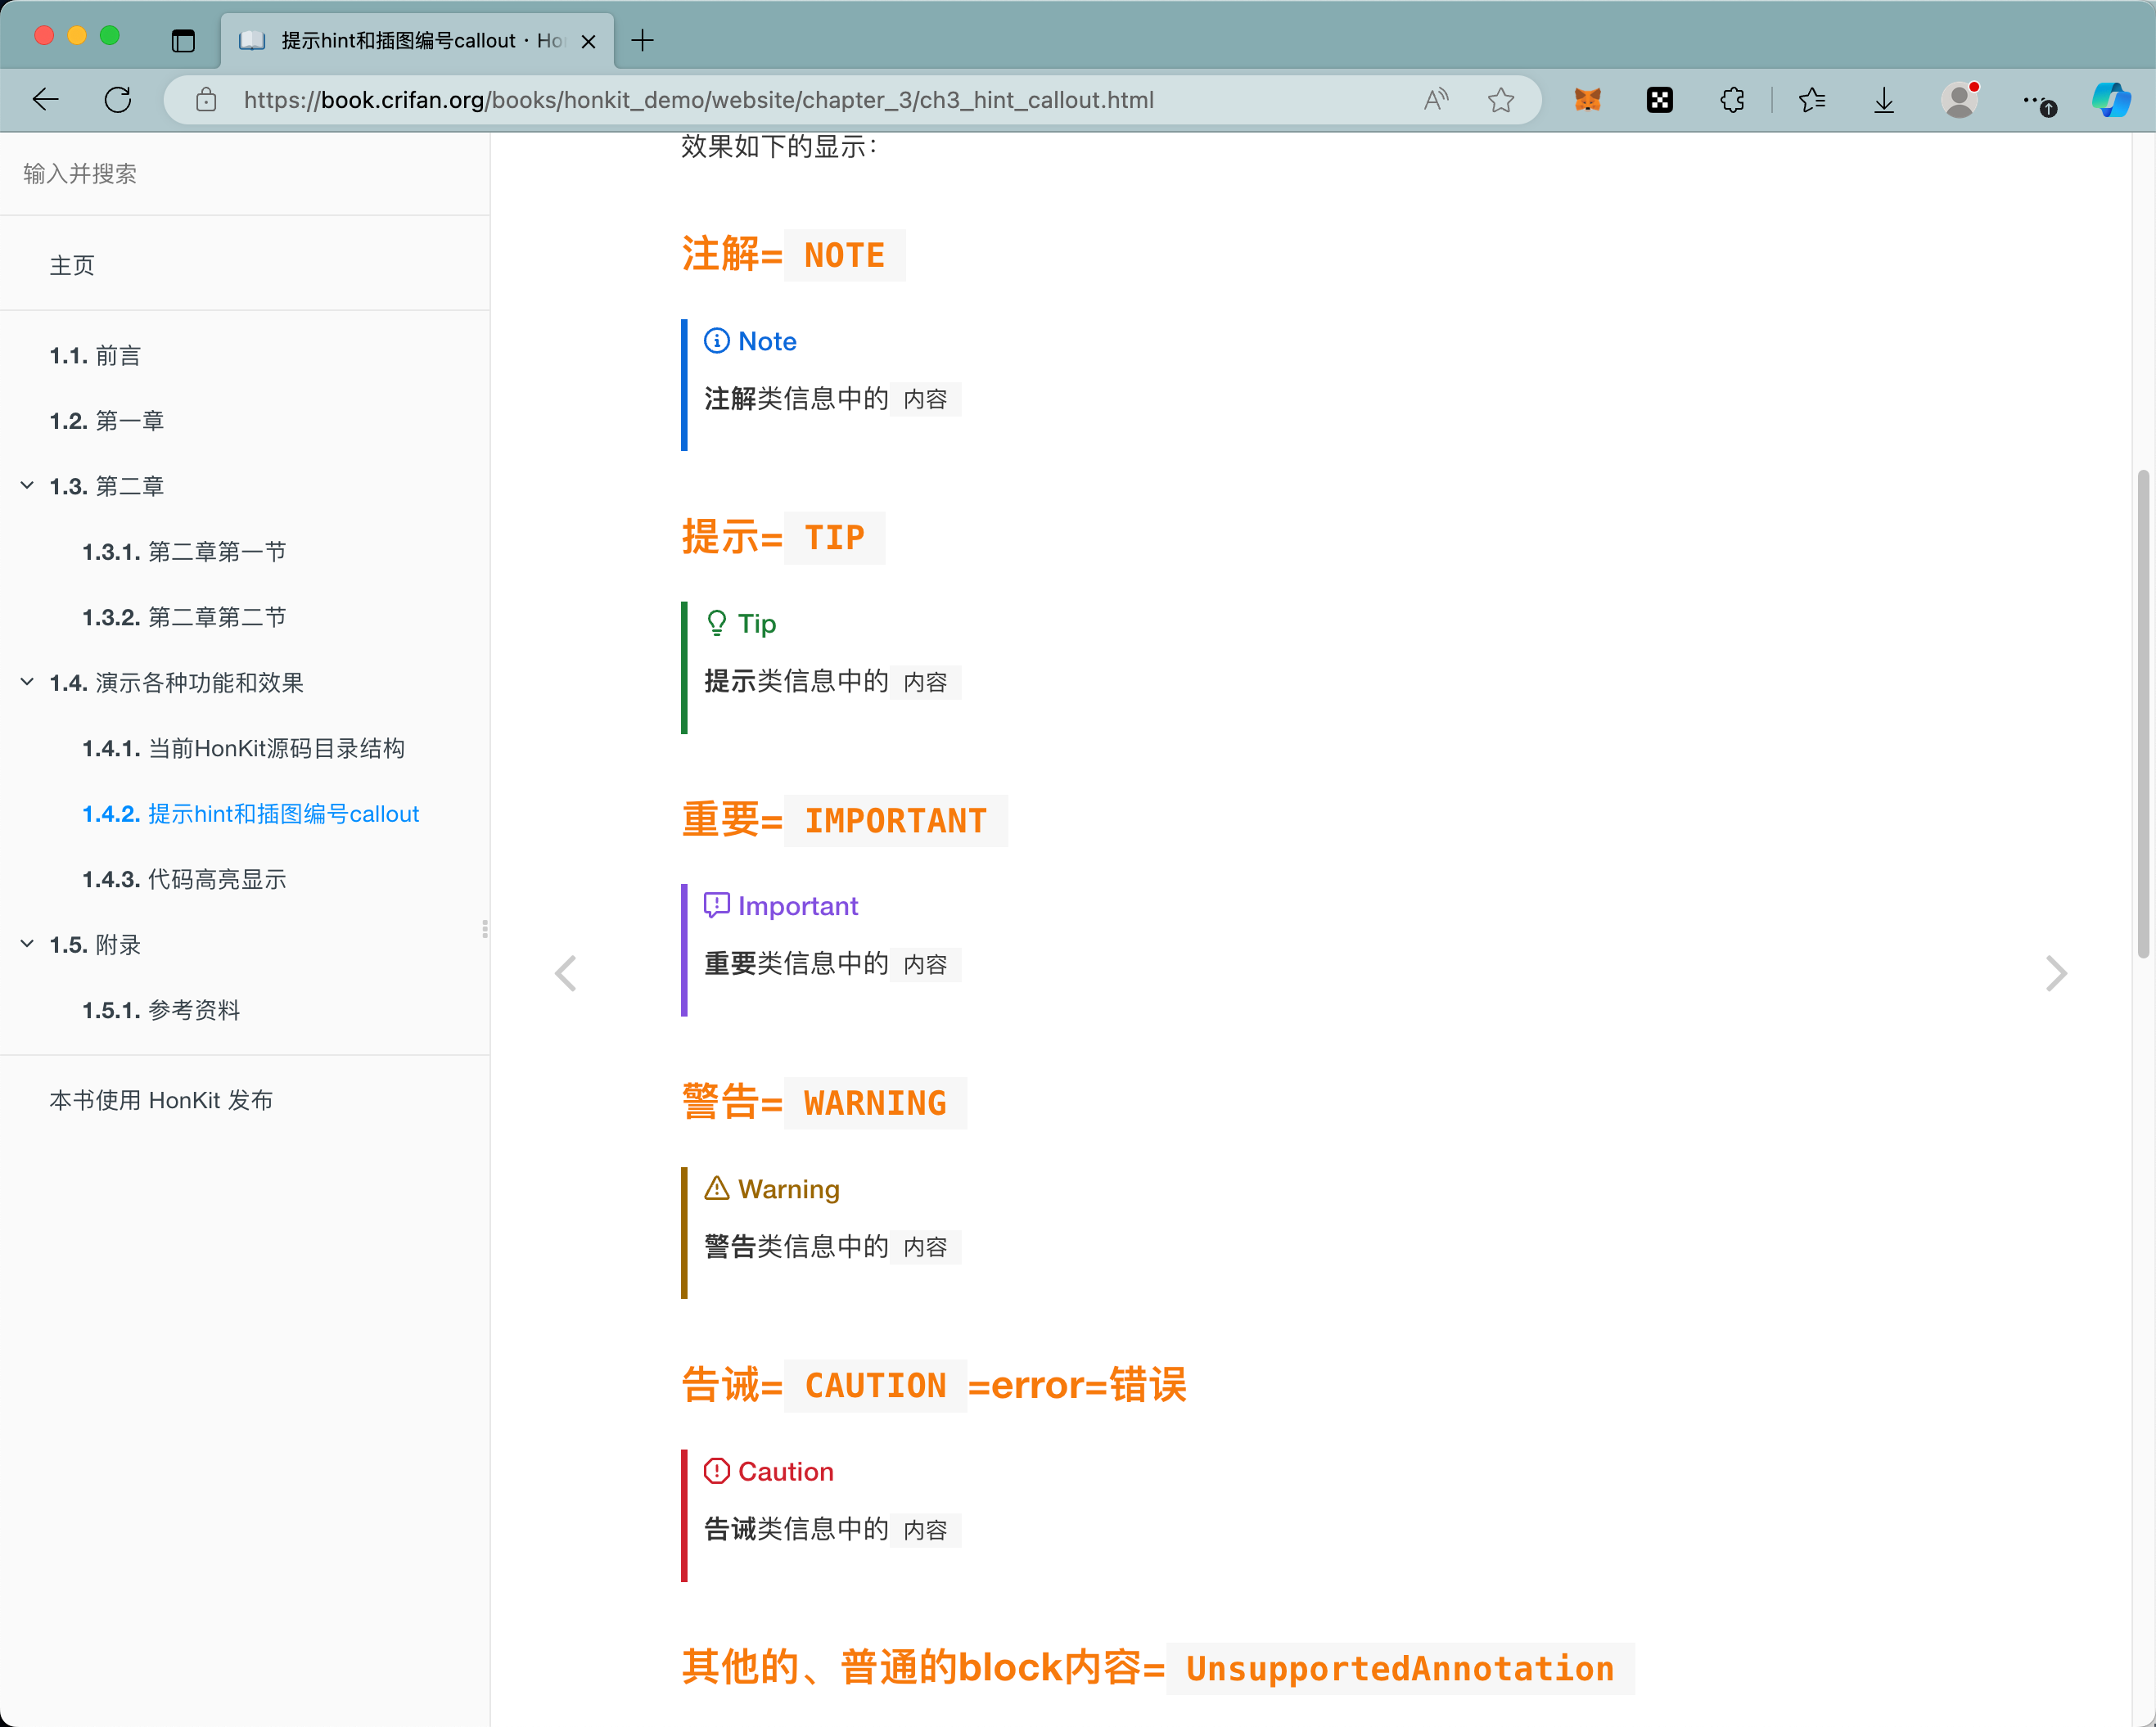 提示hint和插图编号callout · Ho
https://book.crifan.org/books/honkit_demo/website/chapter_3/ch3_hint_callout.html
输入并搜索
主页
1.1. 前言
1.2. 第一章
1.3. 第二章
1.3.1. 第二章第一节
1.3.2. 第二章第二节
1.4. 演示各种功能和效果
1.4.1. 当前HonKit源码目录结构
1.4.2. 提示hint和插图编号callout
1.4.3. 代码高亮显示
1.5. 附录
1.5.1. 参考资料
本书使用 HonKit 发布
效果如下的显示：
注解= NOTE
Note
注解类信息中的 内容
提示= TIP
Tip
提示类信息中的 内容
重要= IMPORTANT
Important
重要类信息中的 内容
警告= WARNING
Warning
警告类信息中的 内容
告诫= CAUTION =error=错误
Caution
告诫类信息中的 内容
其他的、普通的block内容= UnsupportedAnnotation